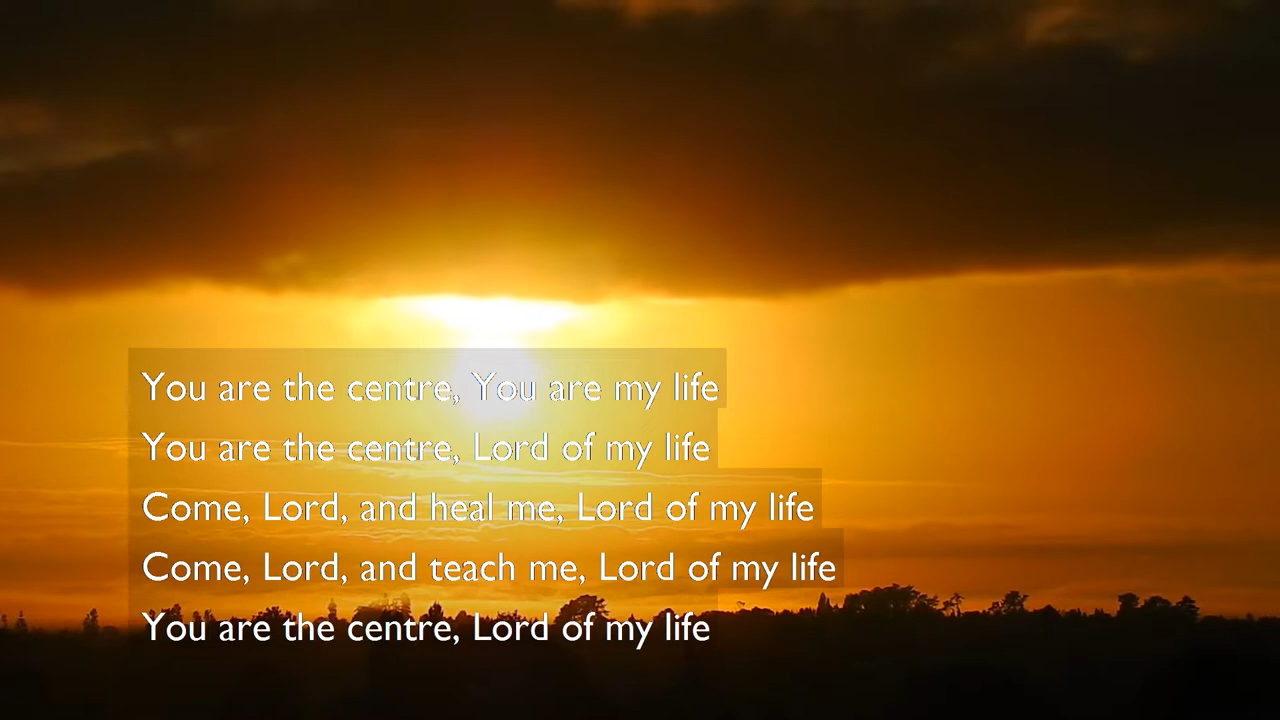 You are the centre, You are my life
You are the centre, Lord of my life
Come, Lord, and heal me, Lord of my life
Come, Lord, and teach me, Lord of my life
You are the centre, Lord of my life